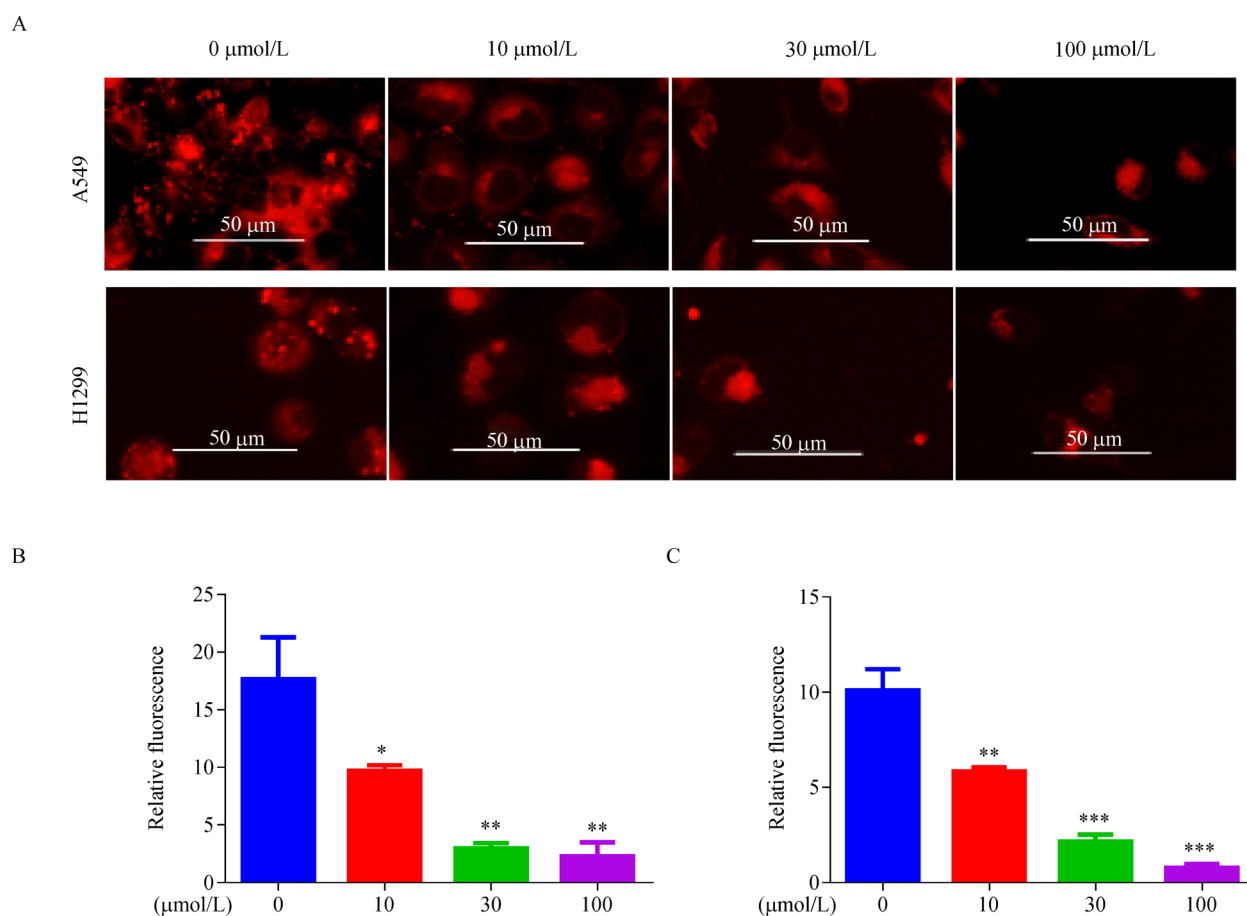 A
0 μmol/L 10 μmol/L 30 μmol/L 100 μmol/L
A549
50 μm 50 μm 50 μm 50 μm
H1299
50 μm 50 μm 50 μm 50 μm
B
Relative fluorescence
25
20
15
10
5
0
* ** **
(μmol/L) 0 10 30 100
C
Relative fluorescence
15
10
5
0
** *** ***
(μmol/L) 0 10 30 100